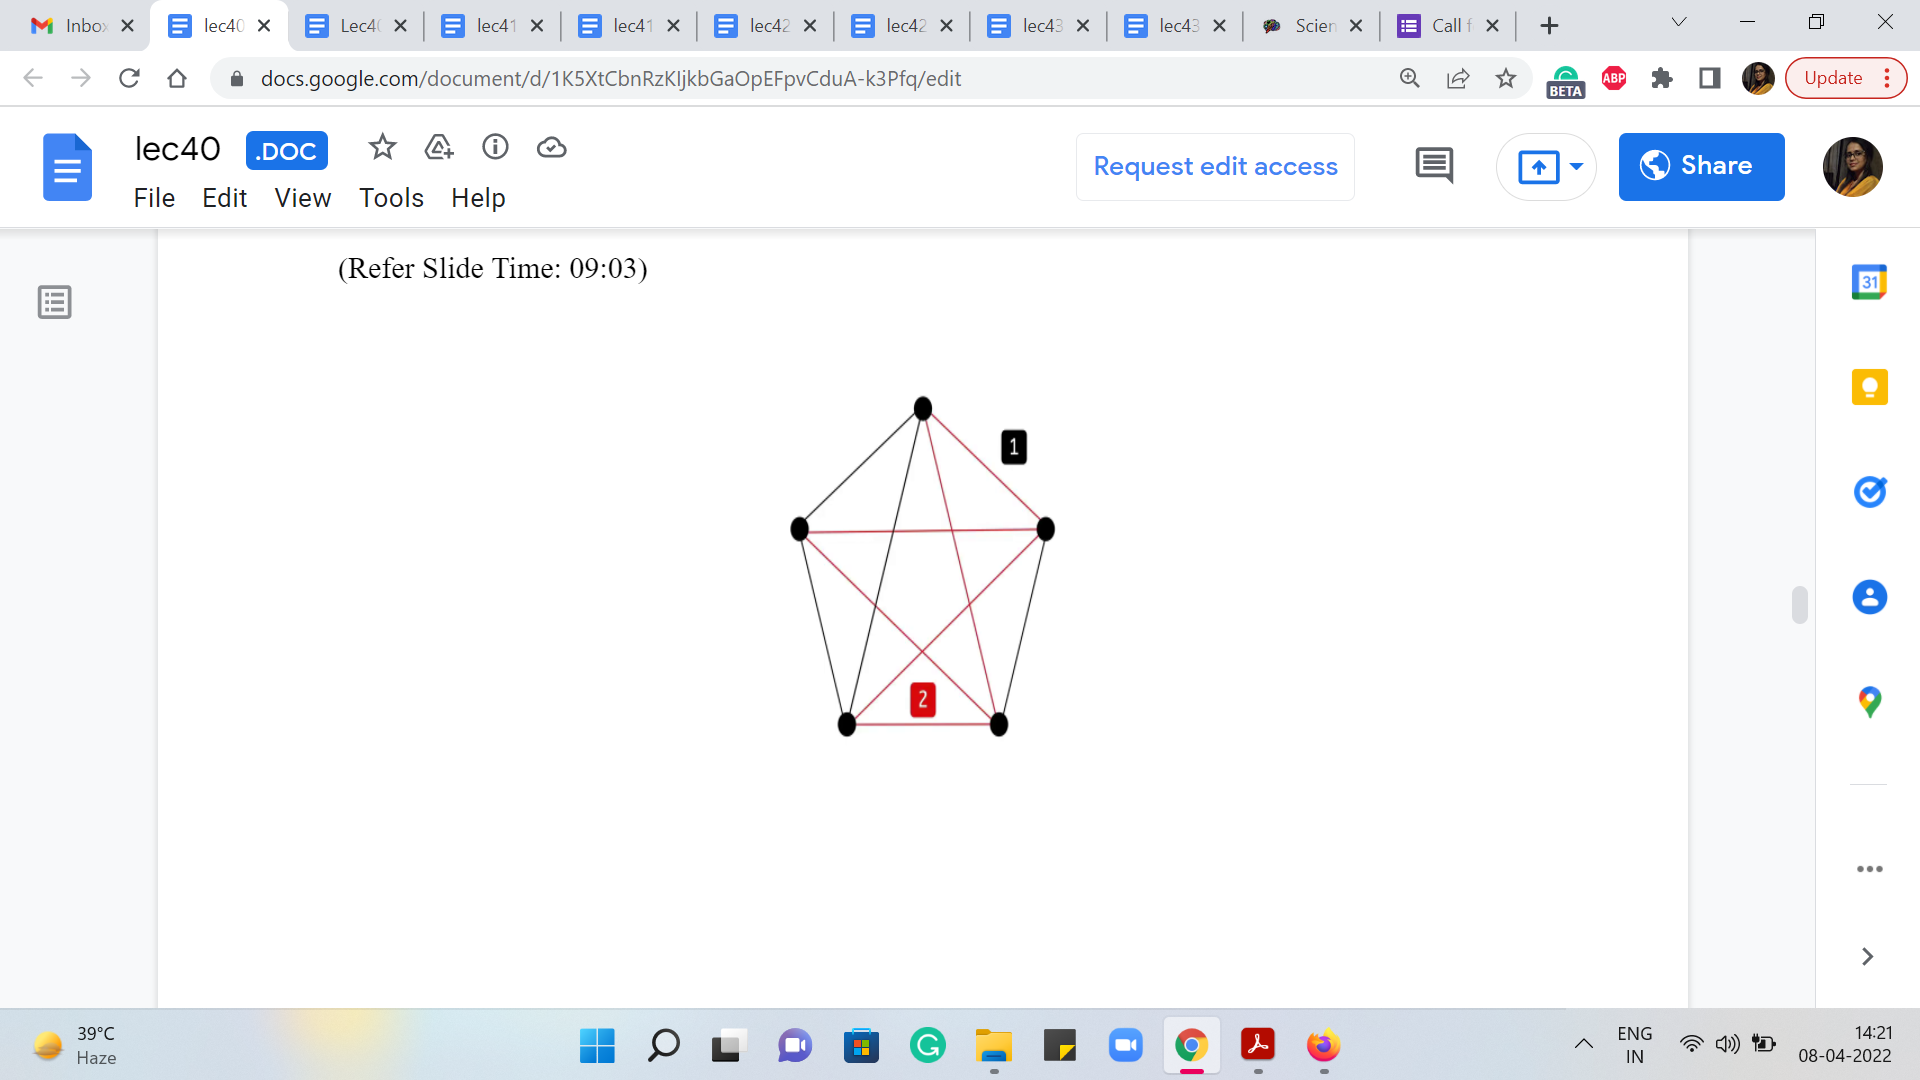 Inbox
lec40
Lec40
lec41
lec41
lec42
lec42
lec43
lec43
Scien
Call f
docs.google.com/document/d/1K5XtCbnRzKIjkbGaOpEFpvCduA-k3Pfq/edit
BETA
ABP
Update
lec40
.DOC
Request edit access
Share
File Edit View Tools Help
(Refer Slide Time: 09:03)
31
1
2
39°C
Haze
ENG
IN
14:21
08-04-2022